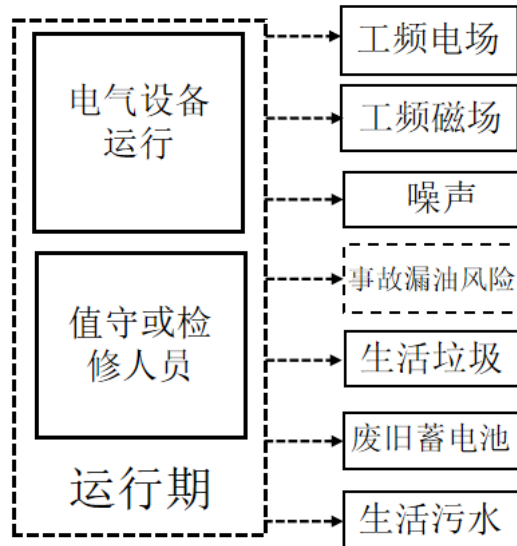 电气设备
运行
值守或检
修人员
运行期
工频电场
工频磁场
噪声
事故漏油风险
生活垃圾
废旧蓄电池
生活污水